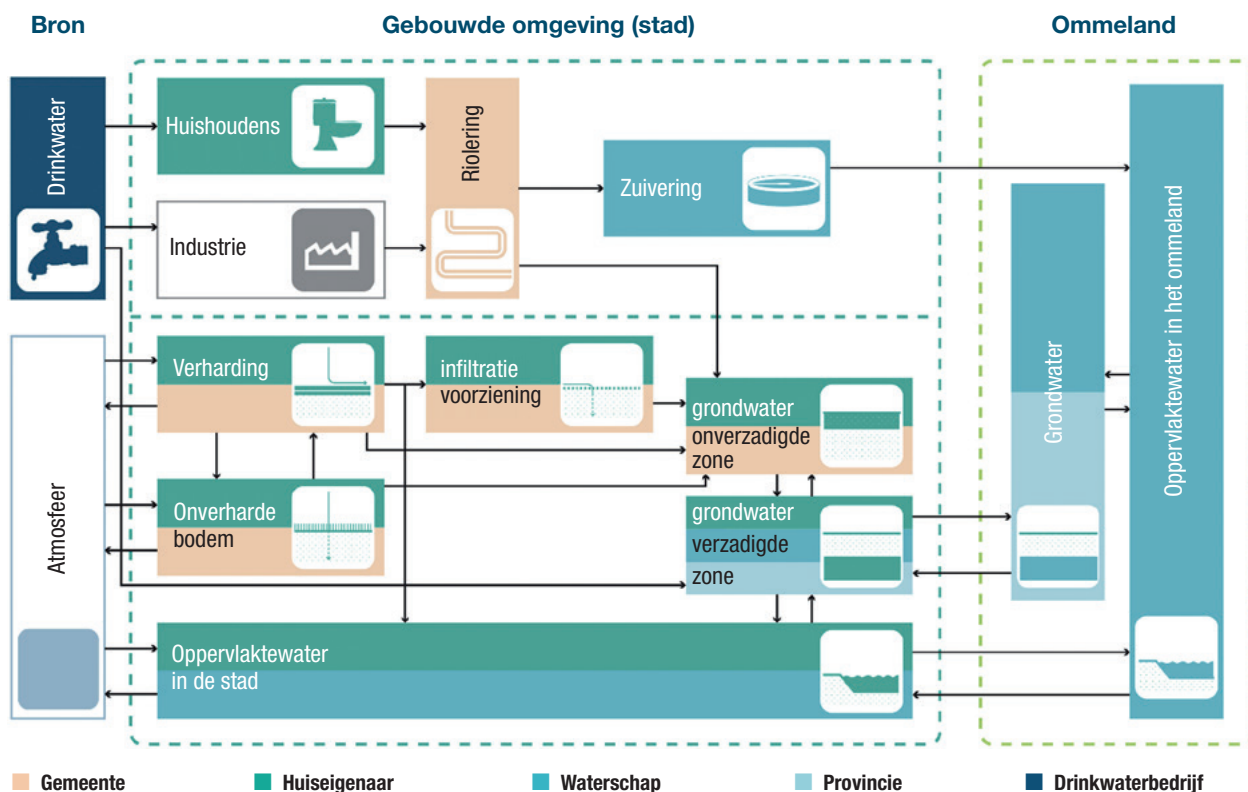 Bron
Gebouwde omgeving (stad)
Ommeland
Drinkwater
Huishoudens
Industrie
Riolering
Zuivering
Atmosfeer
Verharding
infiltratie
voorziening
Onverharde
bodem
grondwater
onverzadigde
zone
grondwater
verzadigde
zone
Oppervlaktewater
in de stad
Grondwater
Oppervlaktewater in het ommeland
Gemeente
Huiseigenaar
Waterschap
Provincie
Drinkwaterbedrijf